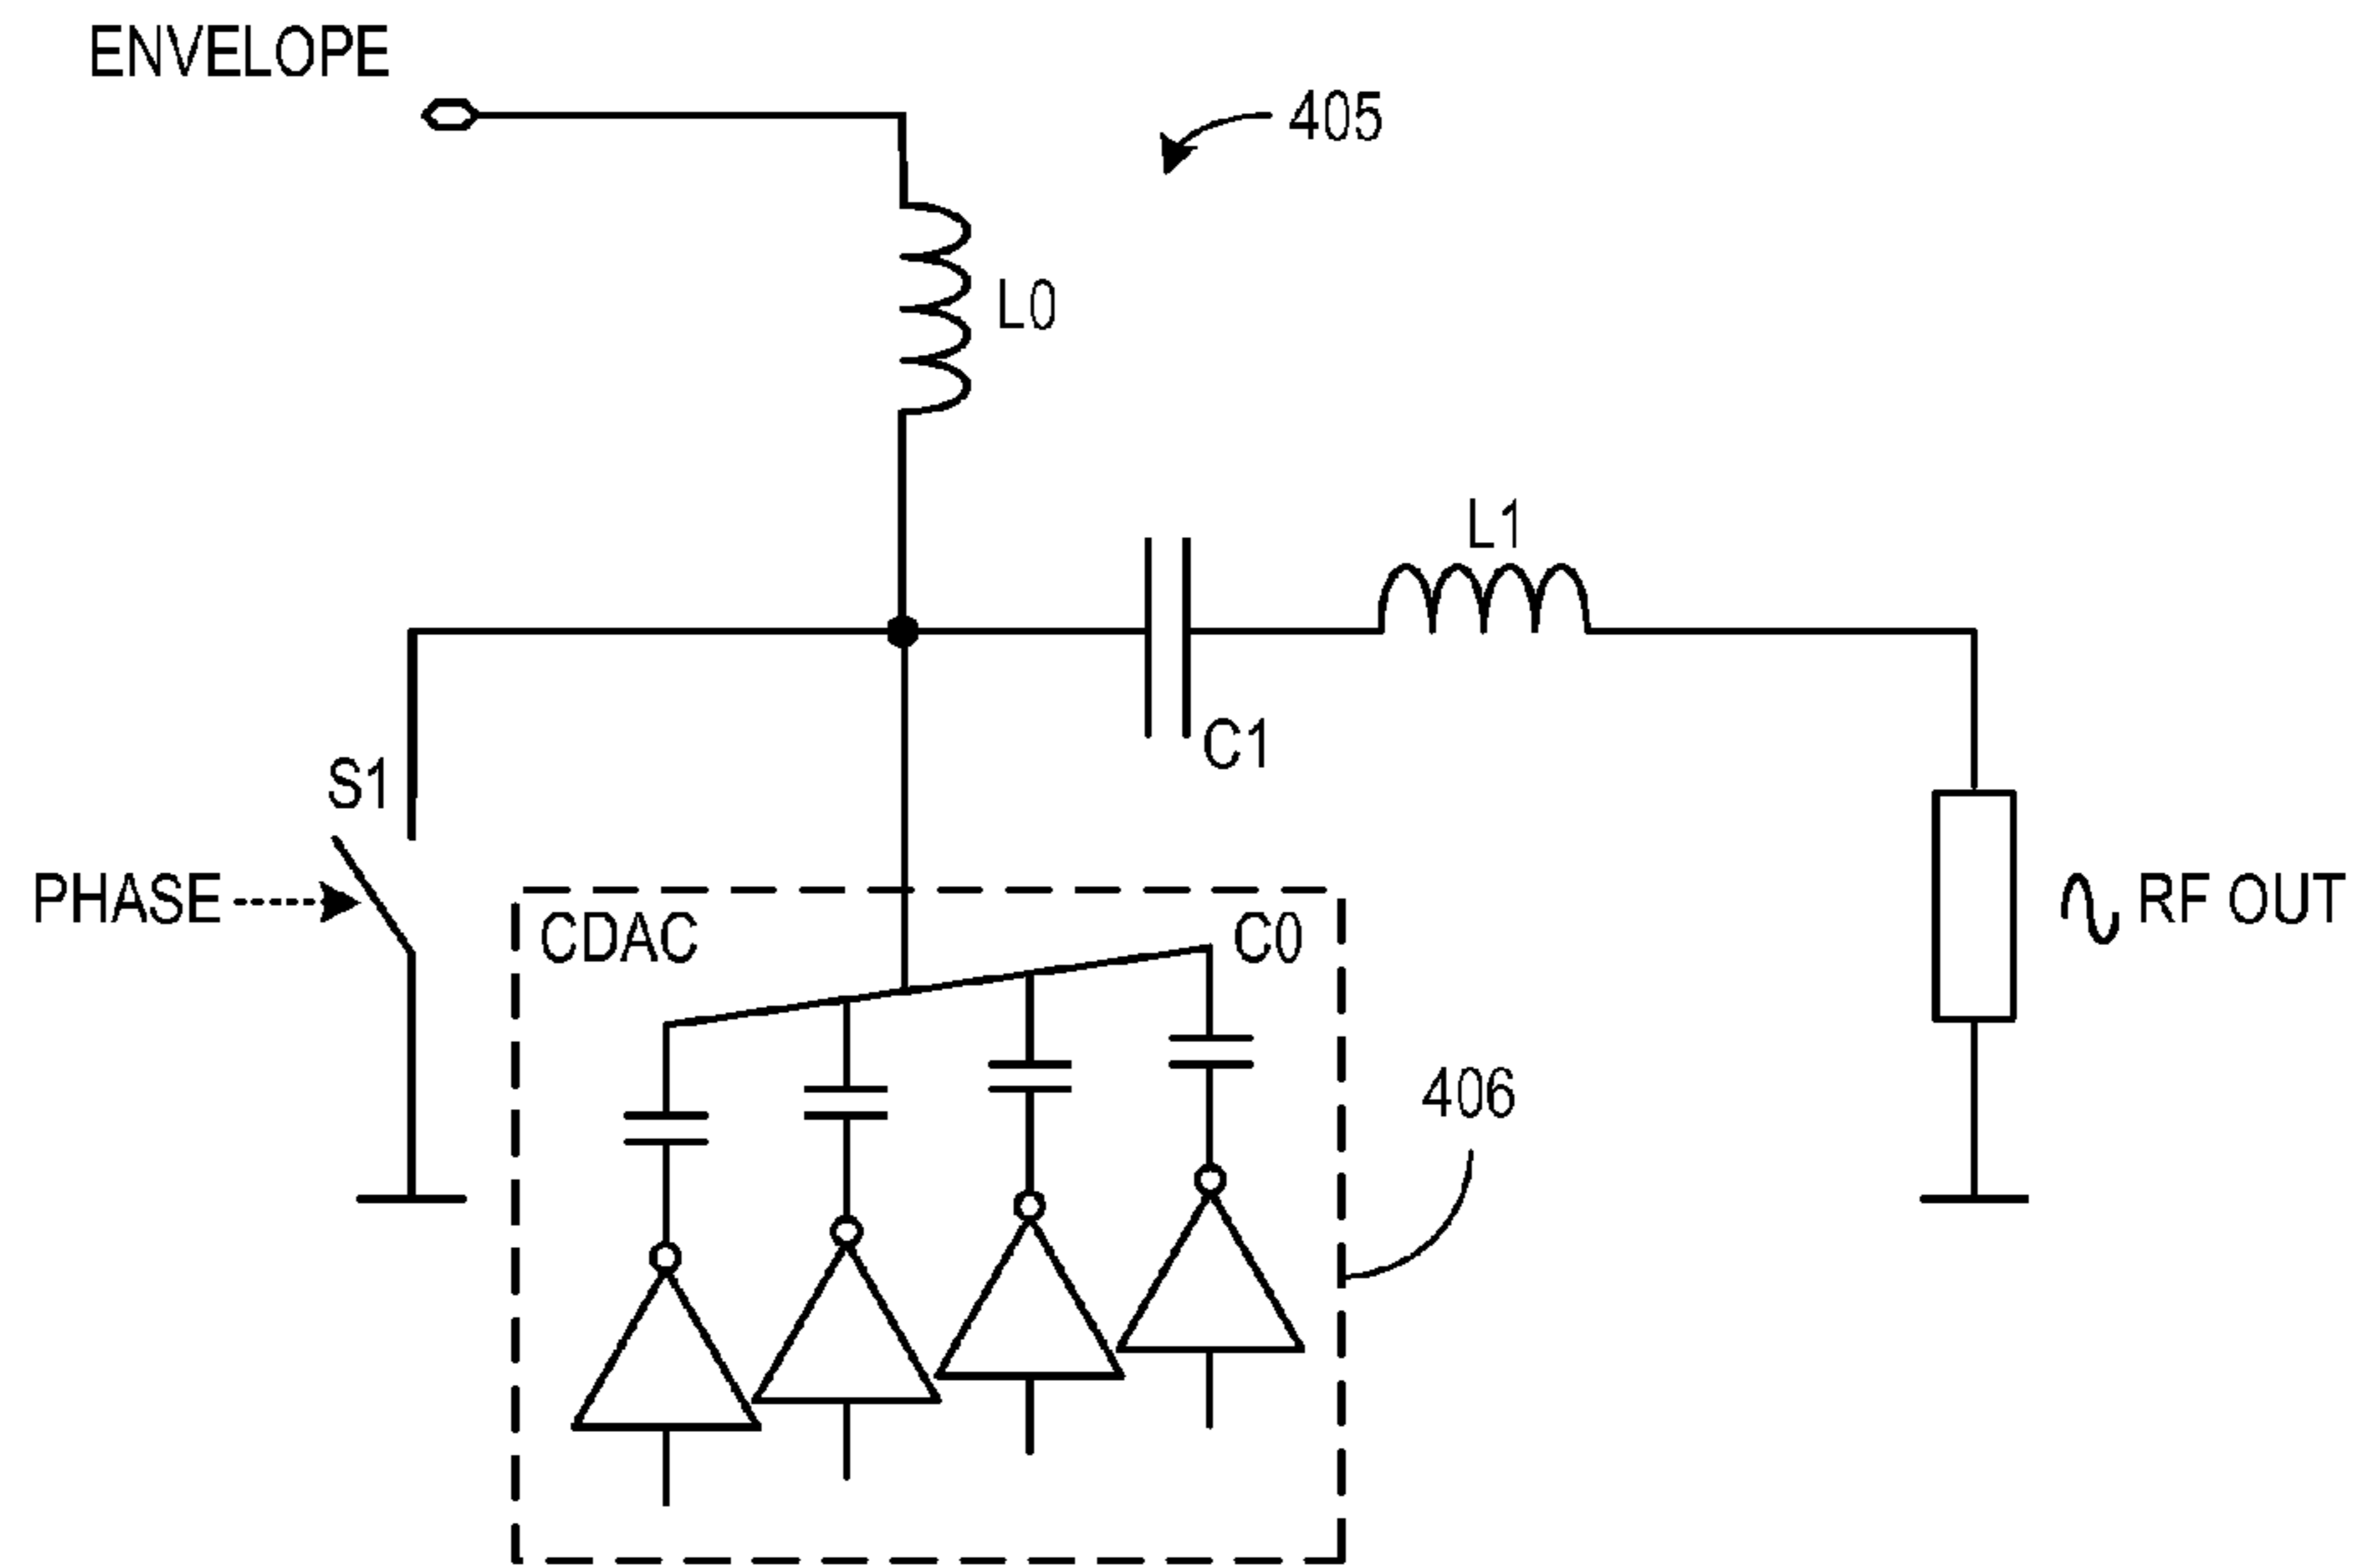 ENVELOPE
405
L0
L1
C1
S1
PHASE
RF OUT
CDAC
C0
406